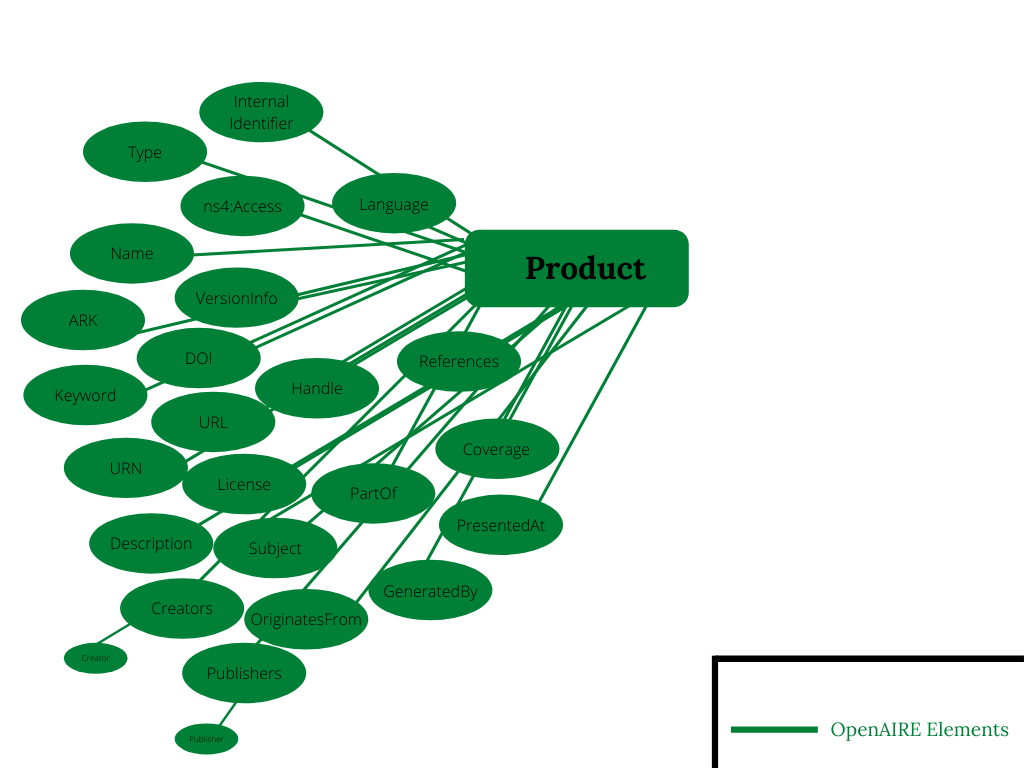 Internal
Identifier
Type
ns4:Access
Language
Name
Product
VersionInfo
ARK
DOI
References
Keyword
Handle
URL
Coverage
URN
License
PartOf
PresentedAt
Description
Subject
GeneratedBy
Creators
OriginatesFrom
Creator
Publishers
OpenAIRE Elements
Publisher